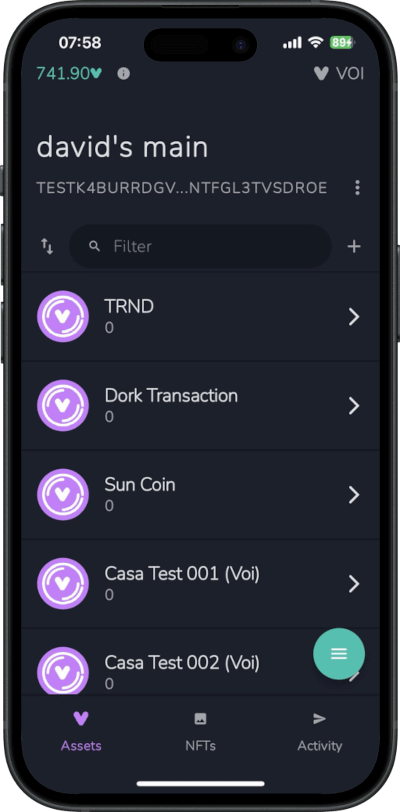 07:58
89
741.90
VOI
david's main
TESTK4BURRDGV...NTFGL3TVSDROE
Filter
TRND
0
Dork Transaction
0
Sun Coin
0
Casa Test 001 (Voi)
0
Casa Test 002 (Voi)
0
Assets
NFTs
Activity